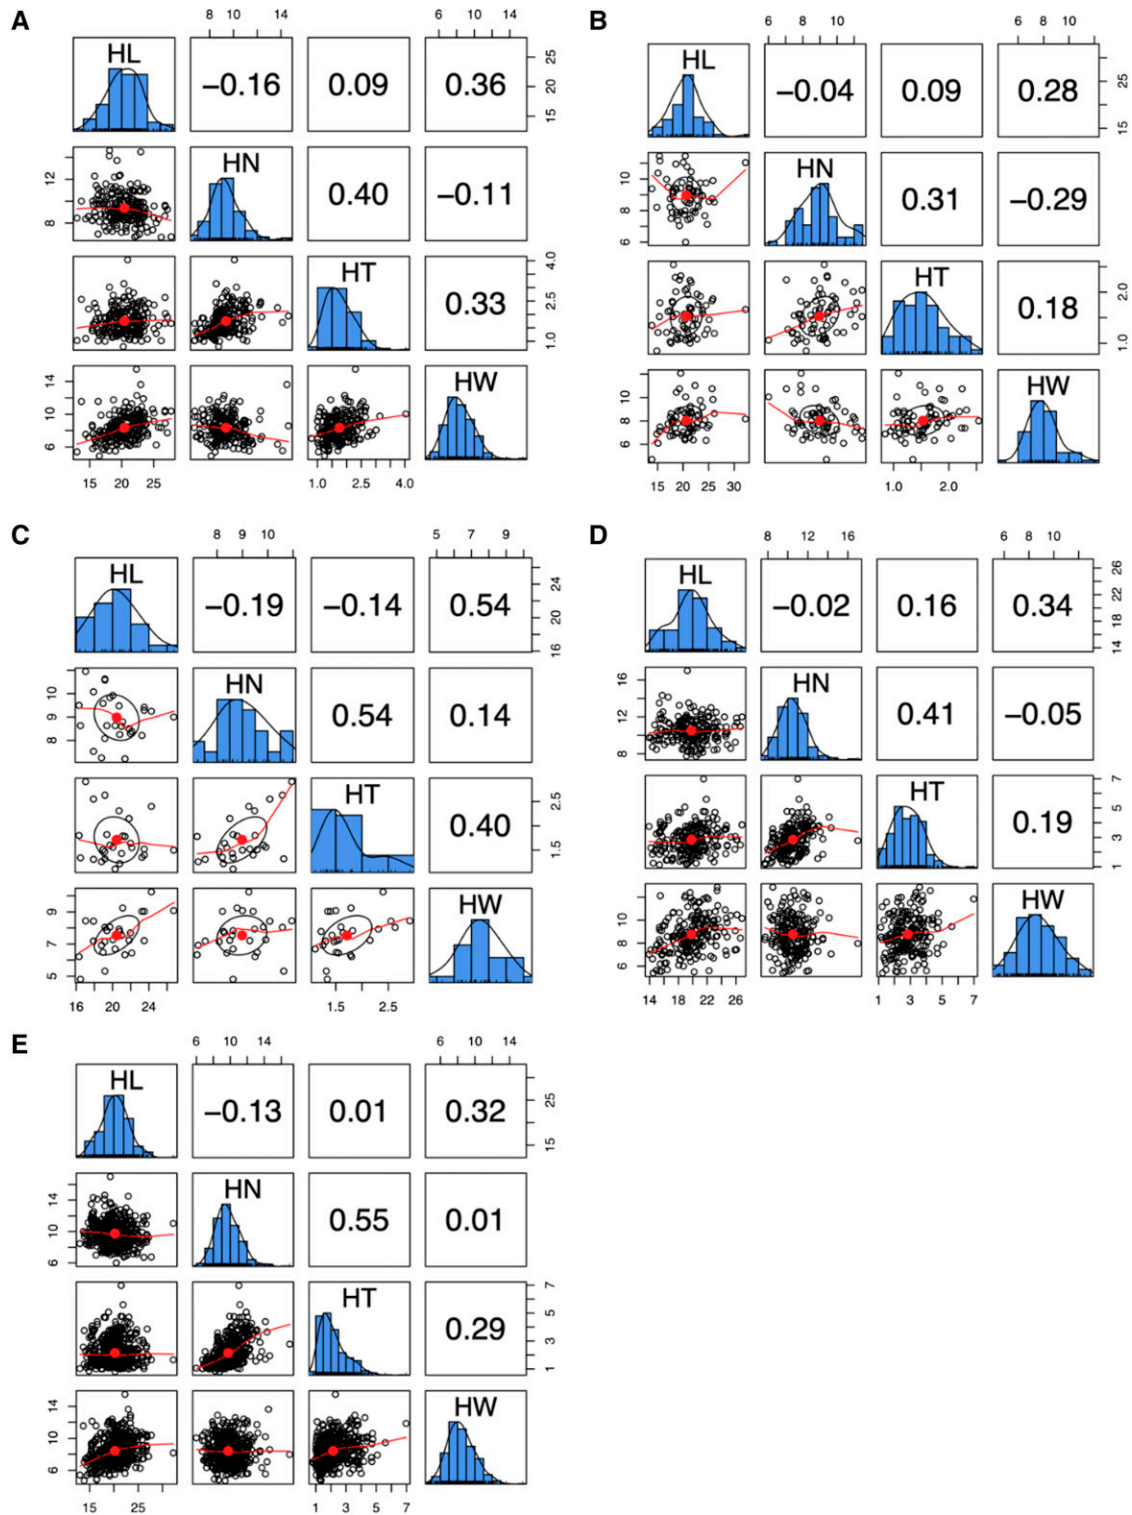 A
8 10 14
6 10 14
HL
−0.16
0.09
0.36
15 20 25
8 12
HN
0.40
−0.11
HT
0.33
1.0 2.5 4.0
6 10 14
HW
15 20 25
1.0 2.5 4.0
B
6 8 10
6 8 10
HL
−0.04
0.09
0.28
15 25
6 8 10
HN
0.31
−0.29
HT
0.18
1.0 2.0
6 8 10
HW
15 20 25 30
1.0 2.0
C
8 9 10
5 6 7 8 9
HL
−0.19
−0.14
0.54
16 20 24
8 9 10
HN
0.54
0.14
HT
0.40
1.5 2.5
5 7 9
HW
16 20 24
1.5 2.5
D
8 12 16
6 8 10
HL
−0.02
0.16
0.34
14 18 22 26
8 12 16
HN
0.41
−0.05
HT
0.19
1 3 5 7
6 8 10
HW
14 18 22 26
1 3 5 7
E
6 10 14
6 8 10 14
HL
−0.13
0.01
0.32
15 25
6 10 14
HN
0.55
0.01
HT
0.29
1 3 5 7
6 10 14
HW
15 25
1 3 5 7